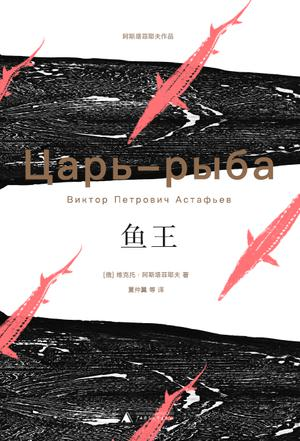 阿斯塔菲耶夫作品
Царь-рыба
Виктор Петрович Астафьев
鱼王
[俄] 维克托·阿斯塔菲耶夫 著
夏仲翼 等 译